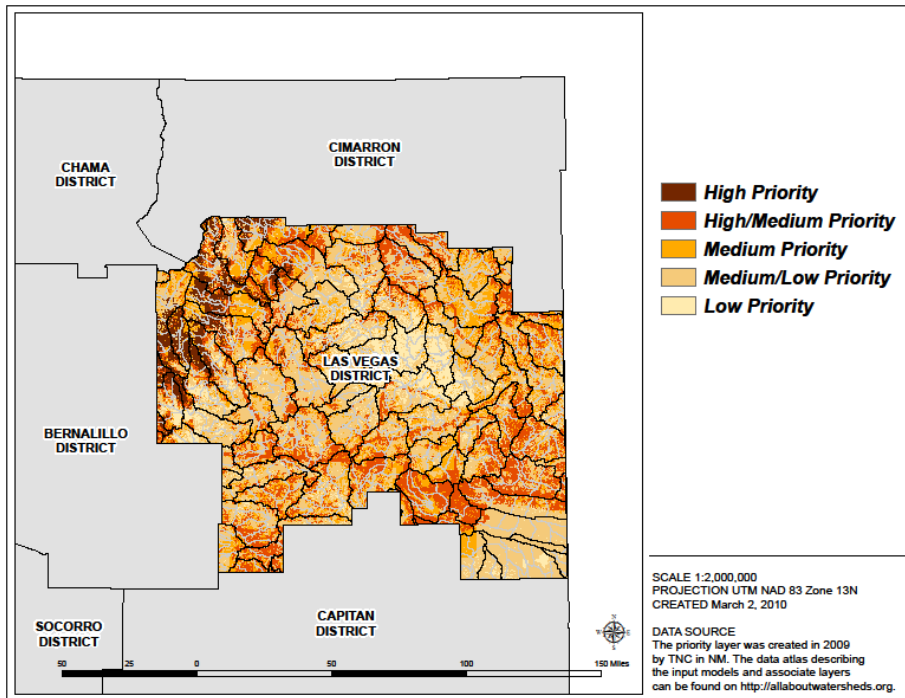 CIMARRON
DISTRICT
CHAMA
DISTRICT
LAS VEGAS
DISTRICT
BERNALILLO
DISTRICT
SOCORRO
DISTRICT
CAPITAN
DISTRICT
N
W E
S
50 25 0 50 100 150 Miles
High Priority
High/Medium Priority
Medium Priority
Medium/Low Priority
Low Priority
SCALE 1:2,000,000
PROJECTION UTM NAD 83 Zone 13N
CREATED March 2, 2010
DATA SOURCE
The priority layer was created in 2009
by TNC in NM. The data atlas describing
the input models and associate layers
can be found on http://allaboutwatersheds.org.